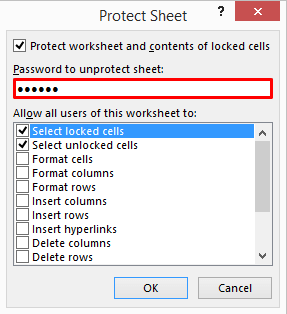 Protect Sheet
Protect worksheet and contents of locked cells
Password to unprotect sheet:
••••••
Allow all users of this worksheet to:
Select locked cells
Select unlocked cells
Format cells
Format columns
Format rows
Insert columns
Insert rows
Insert hyperlinks
Delete columns
Delete rows
OK Cancel